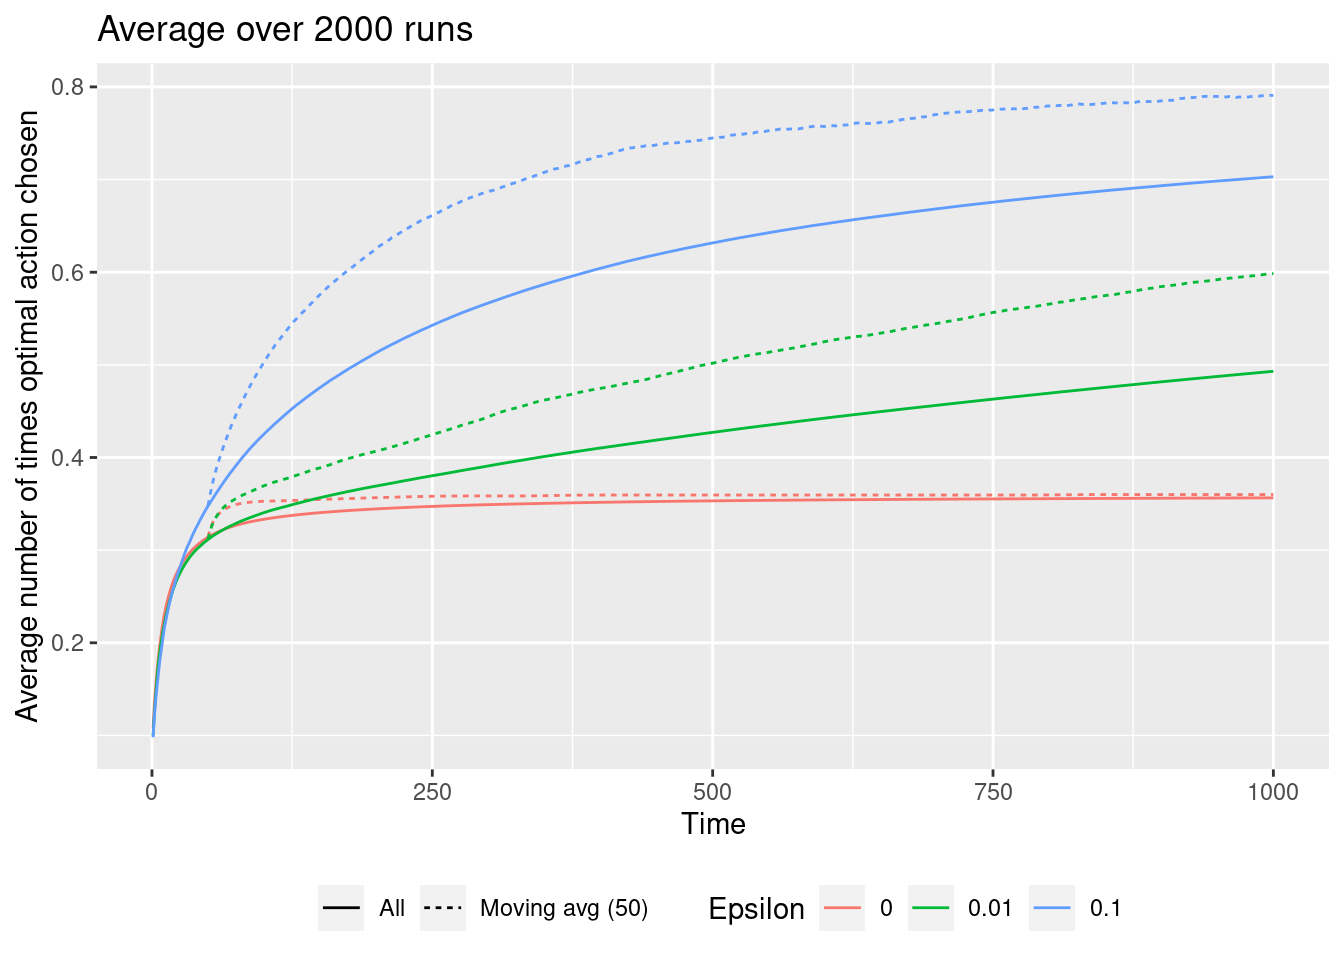 Average over 2000 runs
Average number of times optimal action chosen
0.8
0.6
0.4
0.2
0 250 500 750 1000
Time
All Moving avg (50) Epsilon 0 0.01 0.1